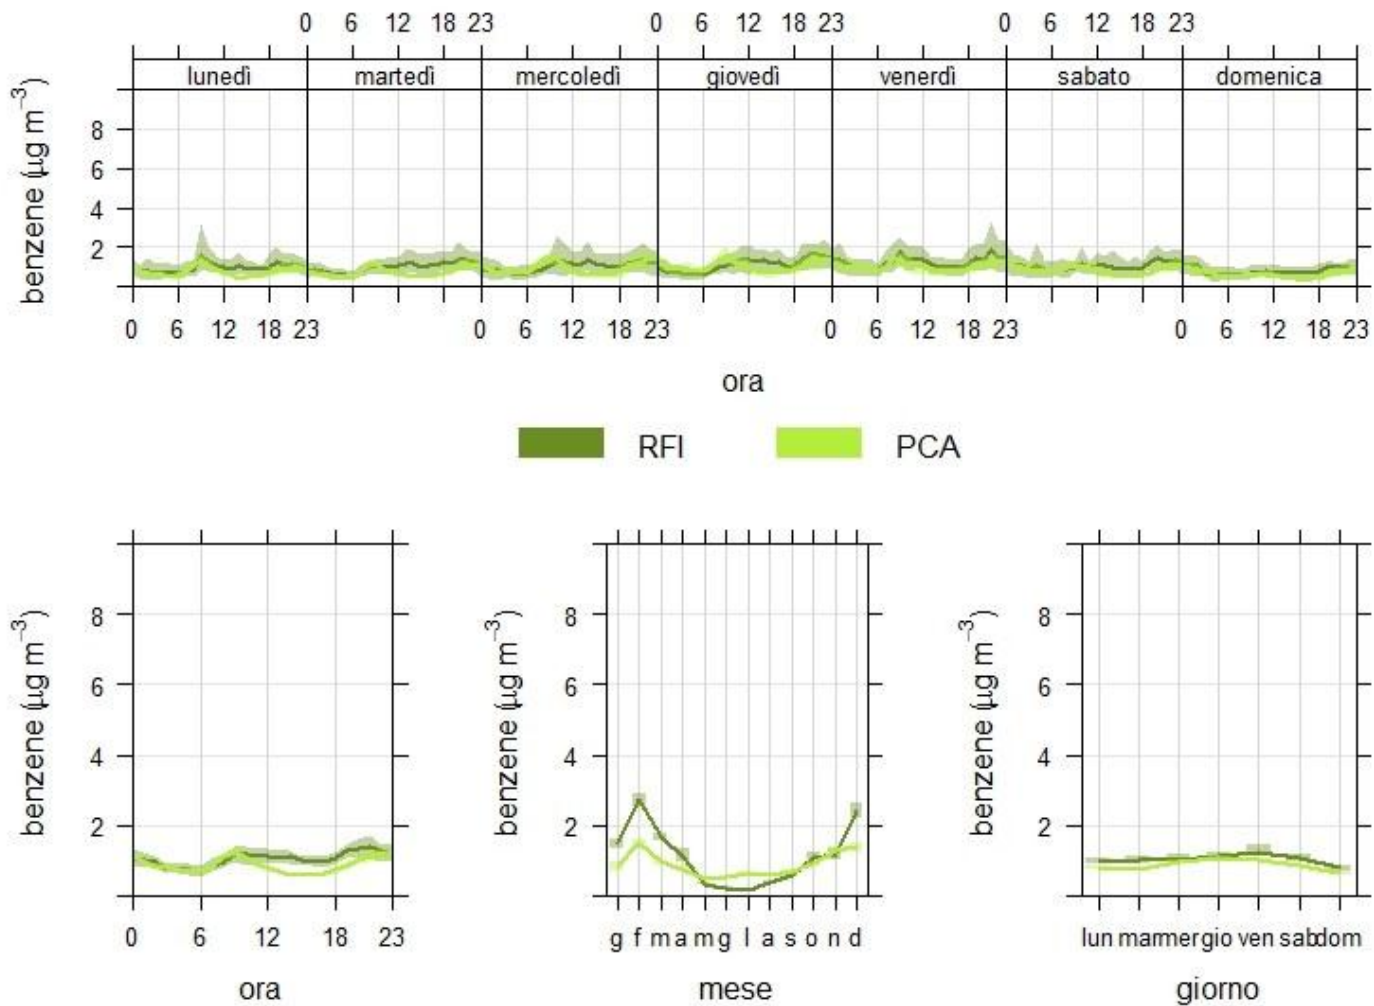 0 6 12 18 23 0 6 12 18 23 0 6 12 18 23
lunedì martedì mercoledì giovedì venerdì sabato domenica
benzene (µg m⁻³)
8
6
4
2
0 6 12 18 23 0 6 12 18 23 0 6 12 18 23 0 6 12 18 23
ora
RFI PCA
benzene (µg m⁻³)
8
6
4
2
0 6 12 18 23
ora
benzene (µg m⁻³)
8
6
4
2
g f m a m g l a s o n d
mese
benzene (µg m⁻³)
8
6
4
2
lun mar mer gio ven sab dom
giorno